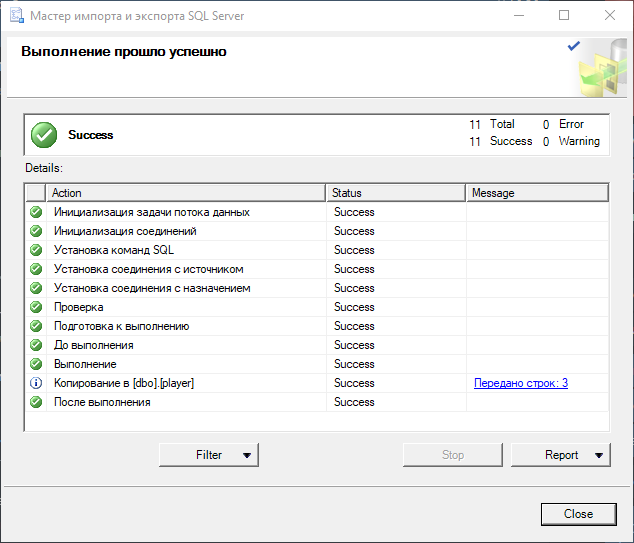 Мастер импорта и экспорта SQL Server
Выполнение прошло успешно
Success
11 Total 0 Error
11 Success 0 Warning
Details:
Action Status Message
Инициализация задачи потока данных Success
Инициализация соединений Success
Установка команд SQL Success
Установка соединения с источником Success
Установка соединения с назначением Success
Проверка Success
Подготовка к выполнению Success
До выполнения Success
Выполнение Success
Копирование в [dbo].[player] Success Передано строк: 3
После выполнения Success
Filter Stop Report
Close